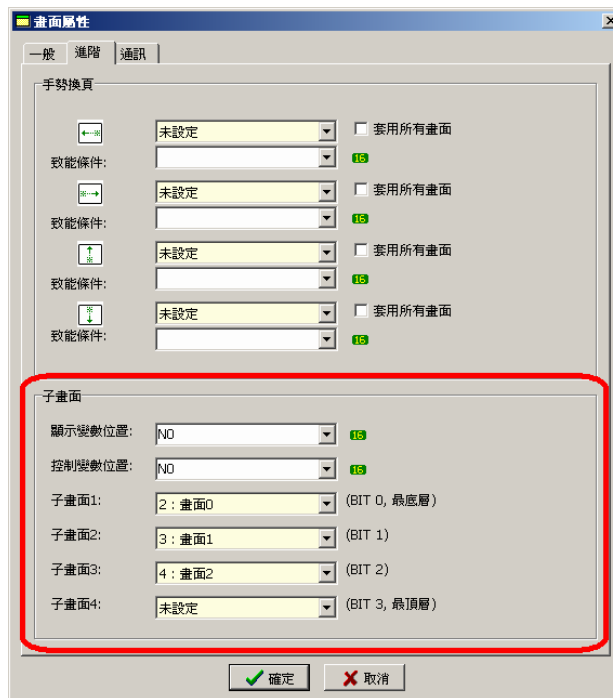 畫面屬性
一般 進階 通訊
手勢換頁
未設定 套用所有畫面
致能條件: 16
未設定 套用所有畫面
致能條件: 16
未設定 套用所有畫面
致能條件: 16
未設定 套用所有畫面
致能條件: 16
子畫面
顯示變數位置: N0 16
控制變數位置: N0 16
子畫面1: 2：畫面0 (BIT 0, 最底層)
子畫面2: 3：畫面1 (BIT 1)
子畫面3: 4：畫面2 (BIT 2)
子畫面4: 未設定 (BIT 3, 最頂層)
確定 取消